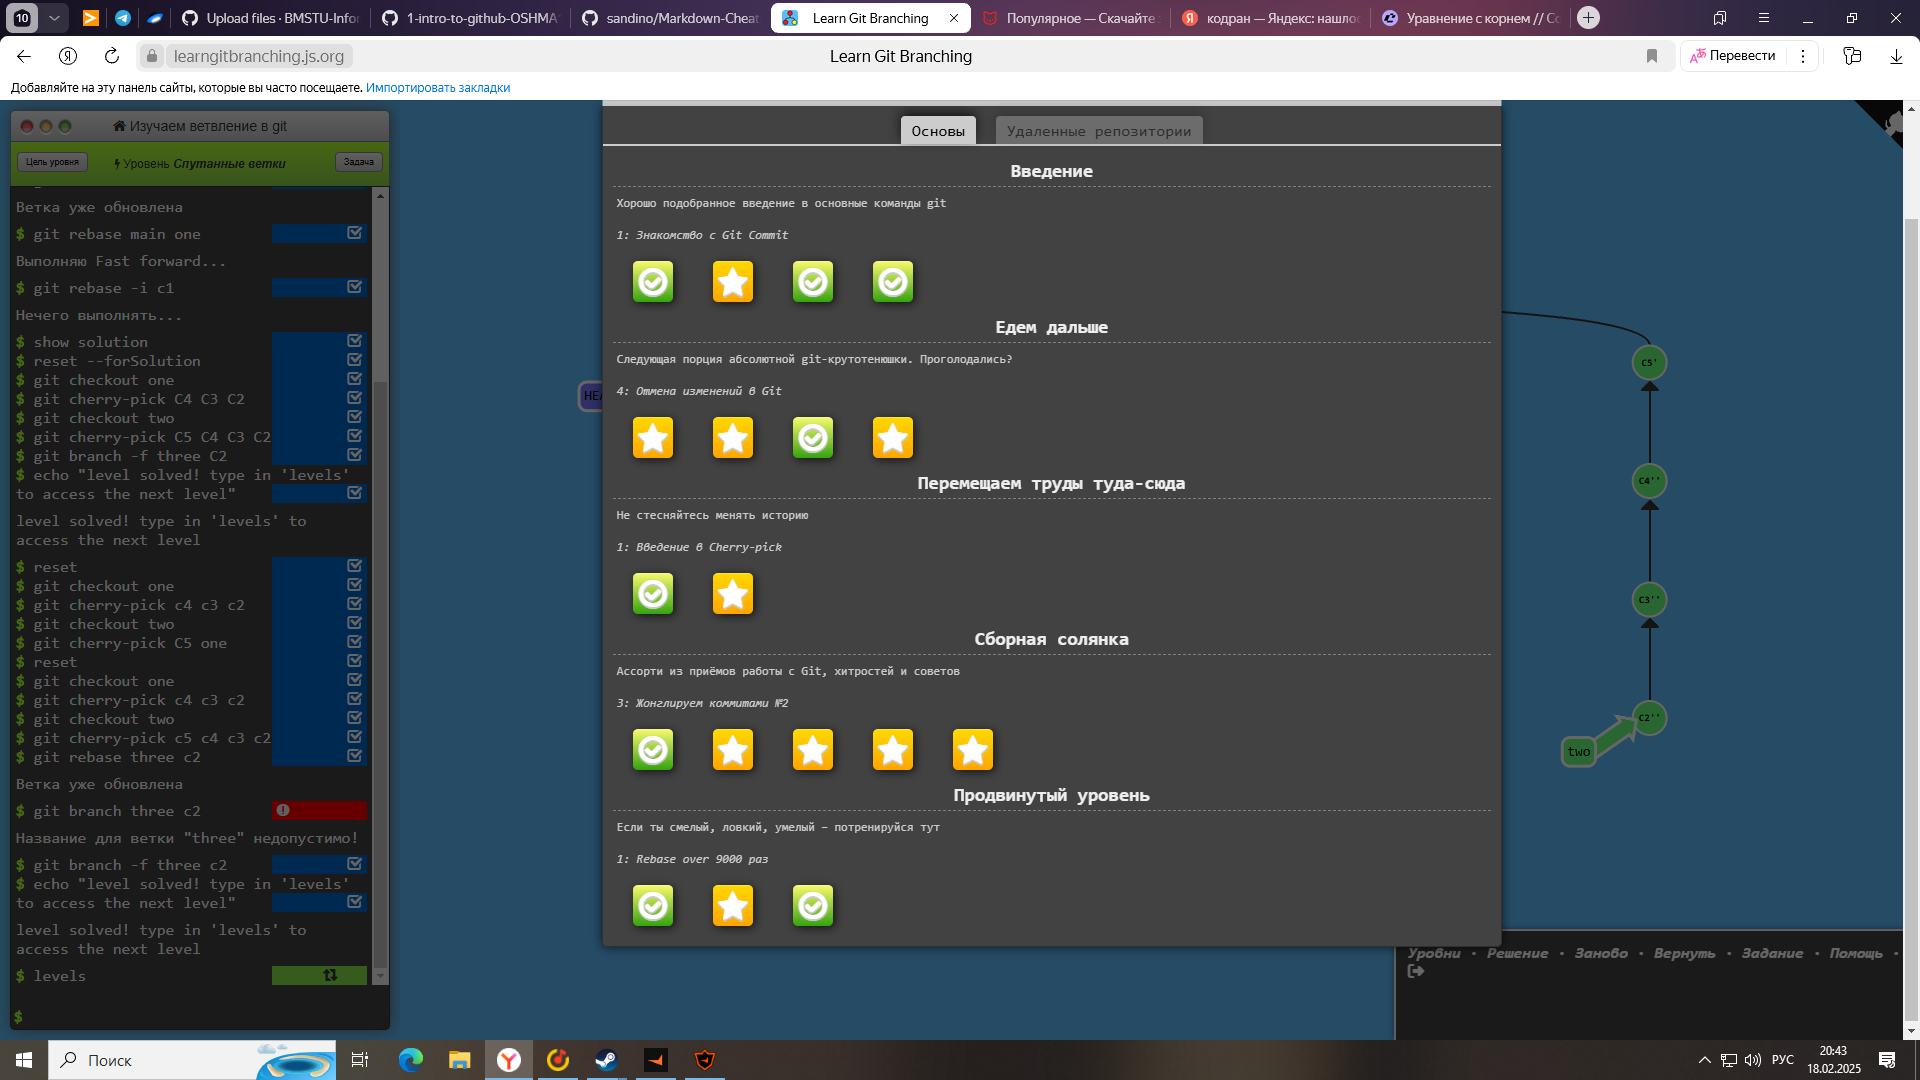 10
Upload files · BMSTU-Infor
1-intro-to-github-OSHMA
sandino/Markdown-Cheat
Learn Git Branching
Популярное — Скачайте
кодран — Яндекс: нашлос
Уравнение с корнем // Co
learngitbranching.js.org
Learn Git Branching
Перевести
Добавляйте на эту панель сайты, которые вы часто посещаете. Импортировать закладки
Изучаем ветвление в git
Цель уровня
Уровень Спутанные ветки
Задача
Ветка уже обновлена
$ git rebase main one
Выполняю Fast forward...
$ git rebase -i c1
Нечего выполнять...
$ show solution
$ reset --forSolution
$ git checkout one
$ git cherry-pick C4 C3 C2
$ git checkout two
$ git cherry-pick C5 C4 C3 C2
$ git branch -f three C2
$ echo "level solved! type in 'levels'
to access the next level"
level solved! type in 'levels' to
access the next level
$ reset
$ git checkout one
$ git cherry-pick c4 c3 c2
$ git checkout two
$ git cherry-pick C5 one
$ reset
$ git checkout one
$ git cherry-pick c4 c3 c2
$ git checkout two
$ git cherry-pick c5 c4 c3 c2
$ git rebase three c2
Ветка уже обновлена
$ git branch three c2
Название для ветки "three" недопустимо!
$ git branch -f three c2
$ echo "level solved! type in 'levels'
to access the next level"
level solved! type in 'levels' to
access the next level
$ levels
$
Основы
Удаленные репозитории
Введение
Хорошо подобранное введение в основные команды git
1: Знакомство с Git Commit
Едем дальше
Следующая порция абсолютной git-крутотенюшки. Проголодались?
4: Отмена изменений в Git
Перемещаем труды туда-сюда
Не стесняйтесь менять историю
1: Введение в Cherry-pick
Сборная солянка
Ассорти из приёмов работы с Git, хитростей и советов
3: Жонглируем коммитами №2
Продвинутый уровень
Если ты смелый, ловкий, умелый – потренируйся тут
1: Rebase over 9000 раз
C5'
C4''
C3''
C2''
two
Уровни · Решение · Заново · Вернуть · Задание · Помощь ·
Поиск
РУС
20:43
18.02.2025